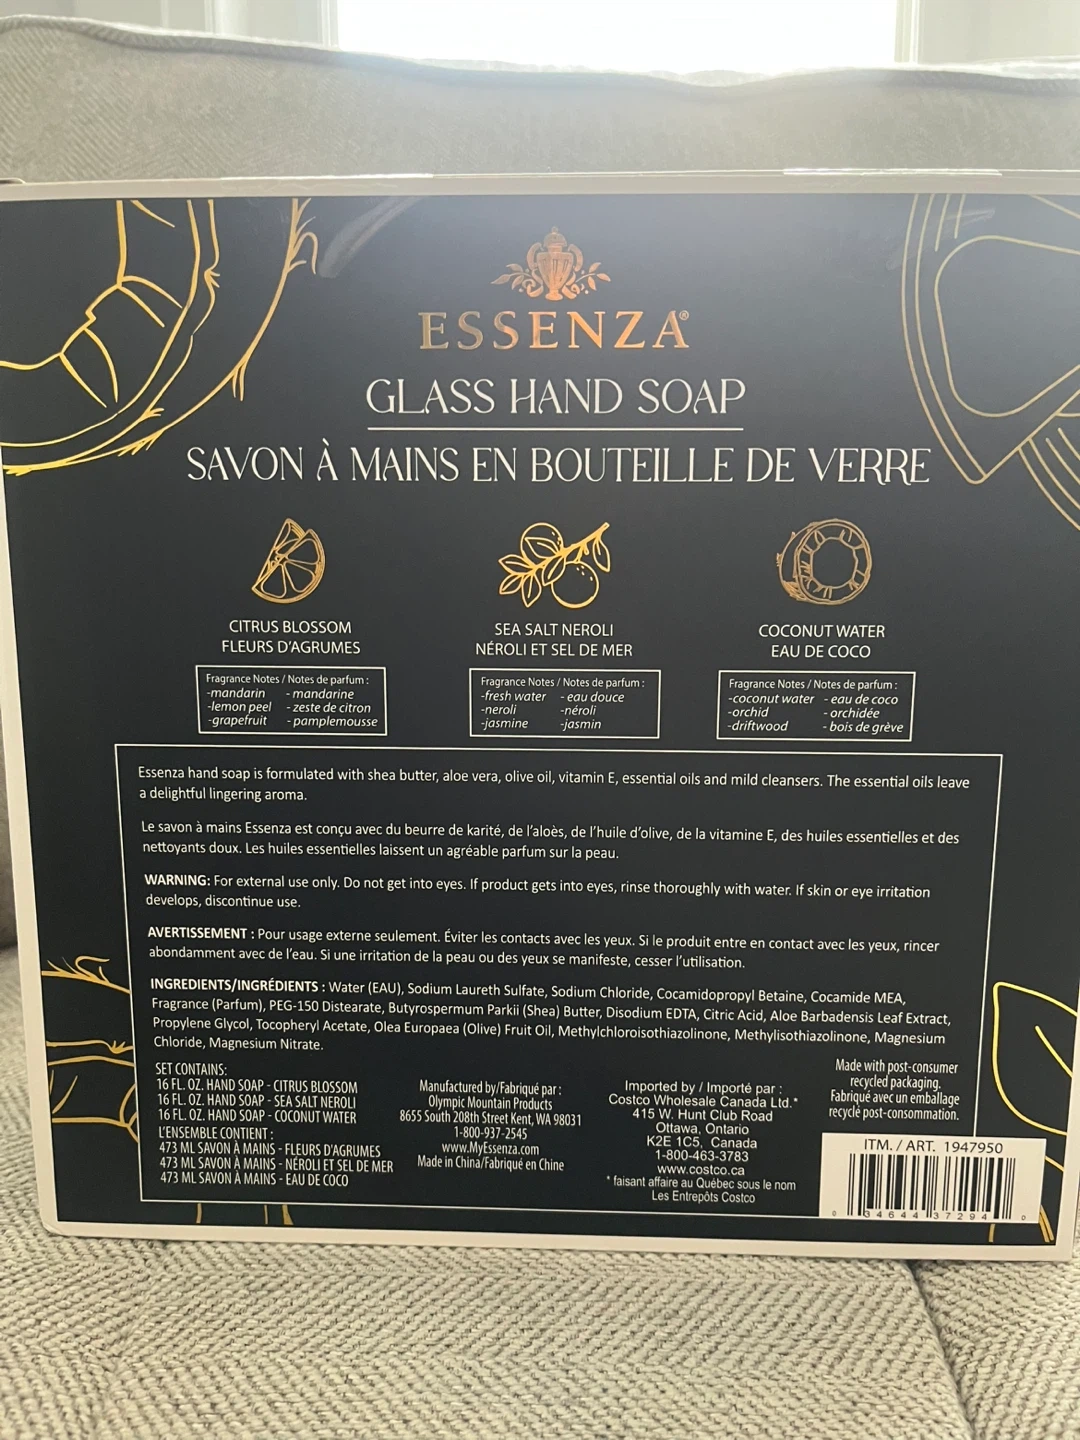 ESSENZA®
GLASS HAND SOAP
SAVON À MAINS EN BOUTEILLE DE VERRE
CITRUS BLOSSOM
FLEURS D'AGRUMES
Fragrance Notes / Notes de parfum :
-mandarin - mandarine
-lemon peel - zeste de citron
-grapefruit - pamplemousse
SEA SALT NEROLI
NÉROLI ET SEL DE MER
Fragrance Notes / Notes de parfum :
-fresh water - eau douce
-neroli -néroli
-jasmine -jasmin
COCONUT WATER
EAU DE COCO
Fragrance Notes / Notes de parfum :
-coconut water - eau de coco
-orchid - orchidée
-driftwood - bois de grève
Essenza hand soap is formulated with shea butter, aloe vera, olive oil, vitamin E, essential oils and mild cleansers. The essential oils leave
a delightful lingering aroma.
Le savon à mains Essenza est conçu avec du beurre de karité, de l'aloès, de l'huile d'olive, de la vitamine E, des huiles essentielles et des
nettoyants doux. Les huiles essentielles laissent un agréable parfum sur la peau.
WARNING: For external use only. Do not get into eyes. If product gets into eyes, rinse thoroughly with water. If skin or eye irritation
develops, discontinue use.
AVERTISSEMENT : Pour usage externe seulement. Éviter les contacts avec les yeux. Si le produit entre en contact avec les yeux, rincer
abondamment avec de l'eau. Si une irritation de la peau ou des yeux se manifeste, cesser l'utilisation.
INGREDIENTS/INGRÉDIENTS : Water (EAU), Sodium Laureth Sulfate, Sodium Chloride, Cocamidopropyl Betaine, Cocamide MEA,
Fragrance (Parfum), PEG-150 Distearate, Butyrospermum Parkii (Shea) Butter, Disodium EDTA, Citric Acid, Aloe Barbadensis Leaf Extract,
Propylene Glycol, Tocopheryl Acetate, Olea Europaea (Olive) Fruit Oil, Methylchloroisothiazolinone, Methylisothiazolinone, Magnesium
Chloride, Magnesium Nitrate.
SET CONTAINS:
16 FL. OZ. HAND SOAP - CITRUS BLOSSOM
16 FL. OZ. HAND SOAP - SEA SALT NEROLI
16 FL. OZ. HAND SOAP - COCONUT WATER
L'ENSEMBLE CONTIENT :
473 ML SAVON À MAINS - FLEURS D'AGRUMES
473 ML SAVON À MAINS - NÉROLI ET SEL DE MER
473 ML SAVON À MAINS - EAU DE COCO
Manufactured by/Fabriqué par :
Olympic Mountain Products
8655 South 208th Street Kent, WA 98031
1-800-937-2545
www.MyEssenza.com
Made in China/Fabriqué en Chine
Imported by / Importé par :
Costco Wholesale Canada Ltd.*
415 W. Hunt Club Road
Ottawa, Ontario
K2E 1C5, Canada
1-800-463-3783
www.costco.ca
* faisant affaire au Québec sous le nom
Les Entrepôts Costco
Made with post-consumer
recycled packaging.
Fabriqué avec un emballage
recyclé post-consommation.
ITM. / ART. 1947950
0 34644 37294 0